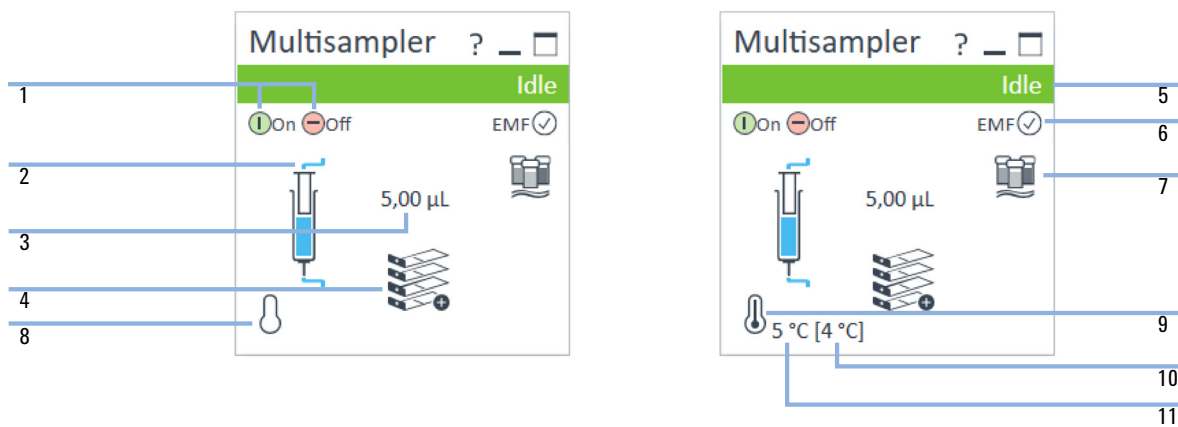 Multisampler ?
Idle
On Off EMF
5,00 µL
1
2
3
4
8
Multisampler ?
Idle
On Off EMF
5,00 µL
5 °C [4 °C]
5
6
7
9
10
11